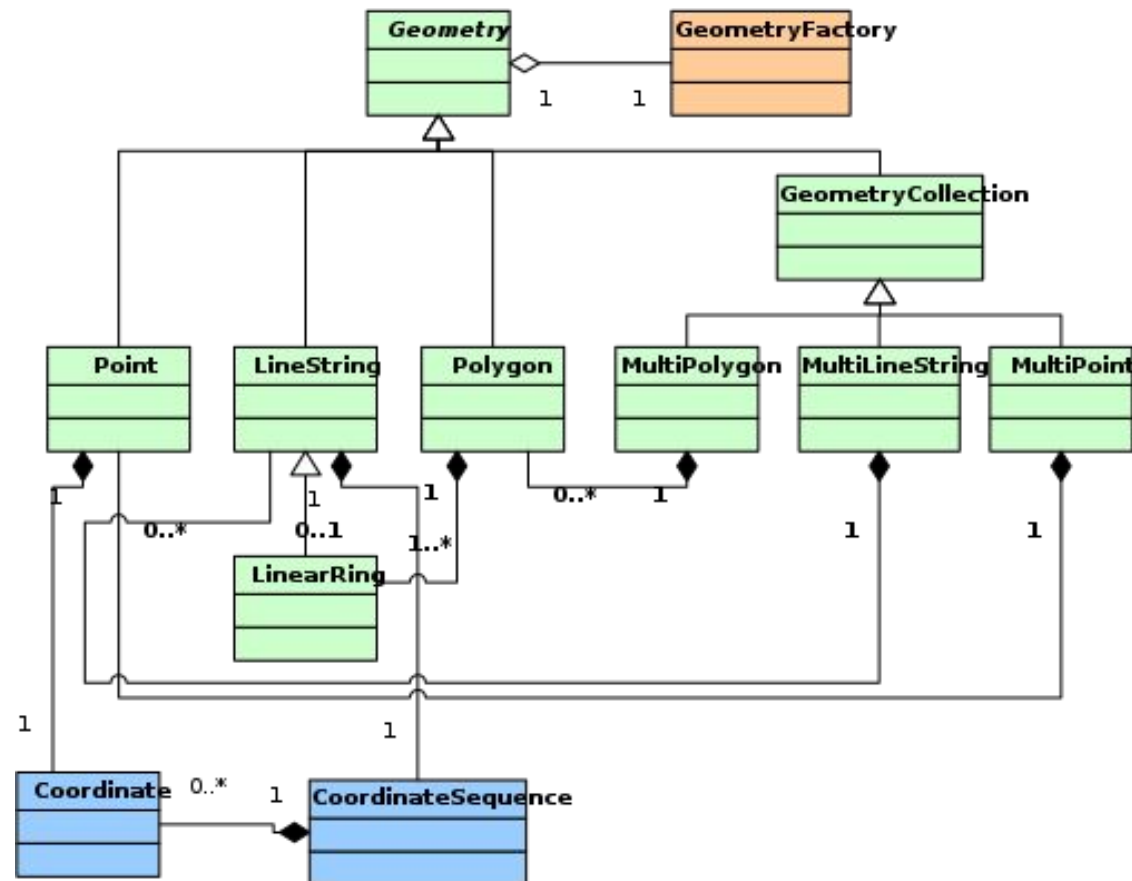 Geometry
GeometryFactory
1
1
GeometryCollection
Point
LineString
Polygon
MultiPolygon
MultiLineString
MultiPoint
1
1
1
0..*
1
0..*
0..1
1..*
1
1
LinearRing
1
1
Coordinate
0..*
1
CoordinateSequence